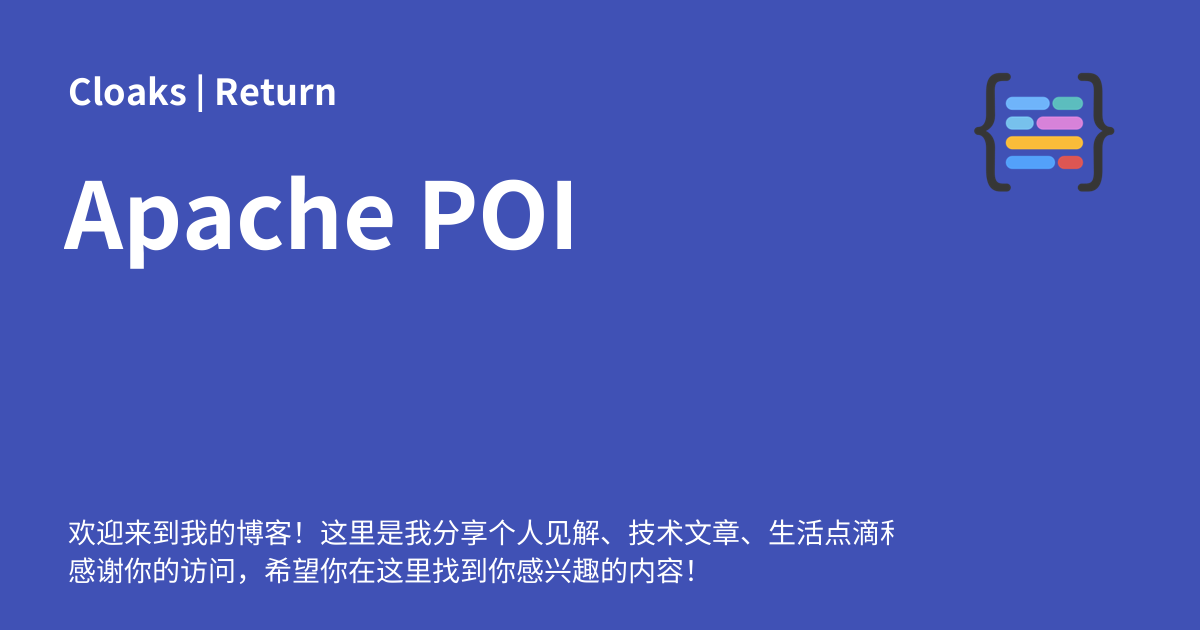 Cloaks | Return
Apache POI
欢迎来到我的博客！这里是我分享个人见解、技术文章、生活点滴
感谢你的访问，希望你在这里找到你感兴趣的内容！